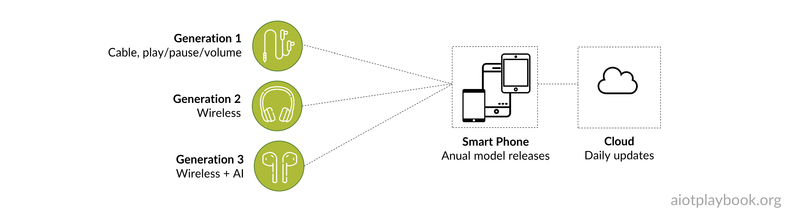 Generation 1
Cable, play/pause/volume
Generation 2
Wireless
Generation 3
Wireless + AI
Smart Phone
Anual model releases
Cloud
Daily updates
aiotplaybook.org